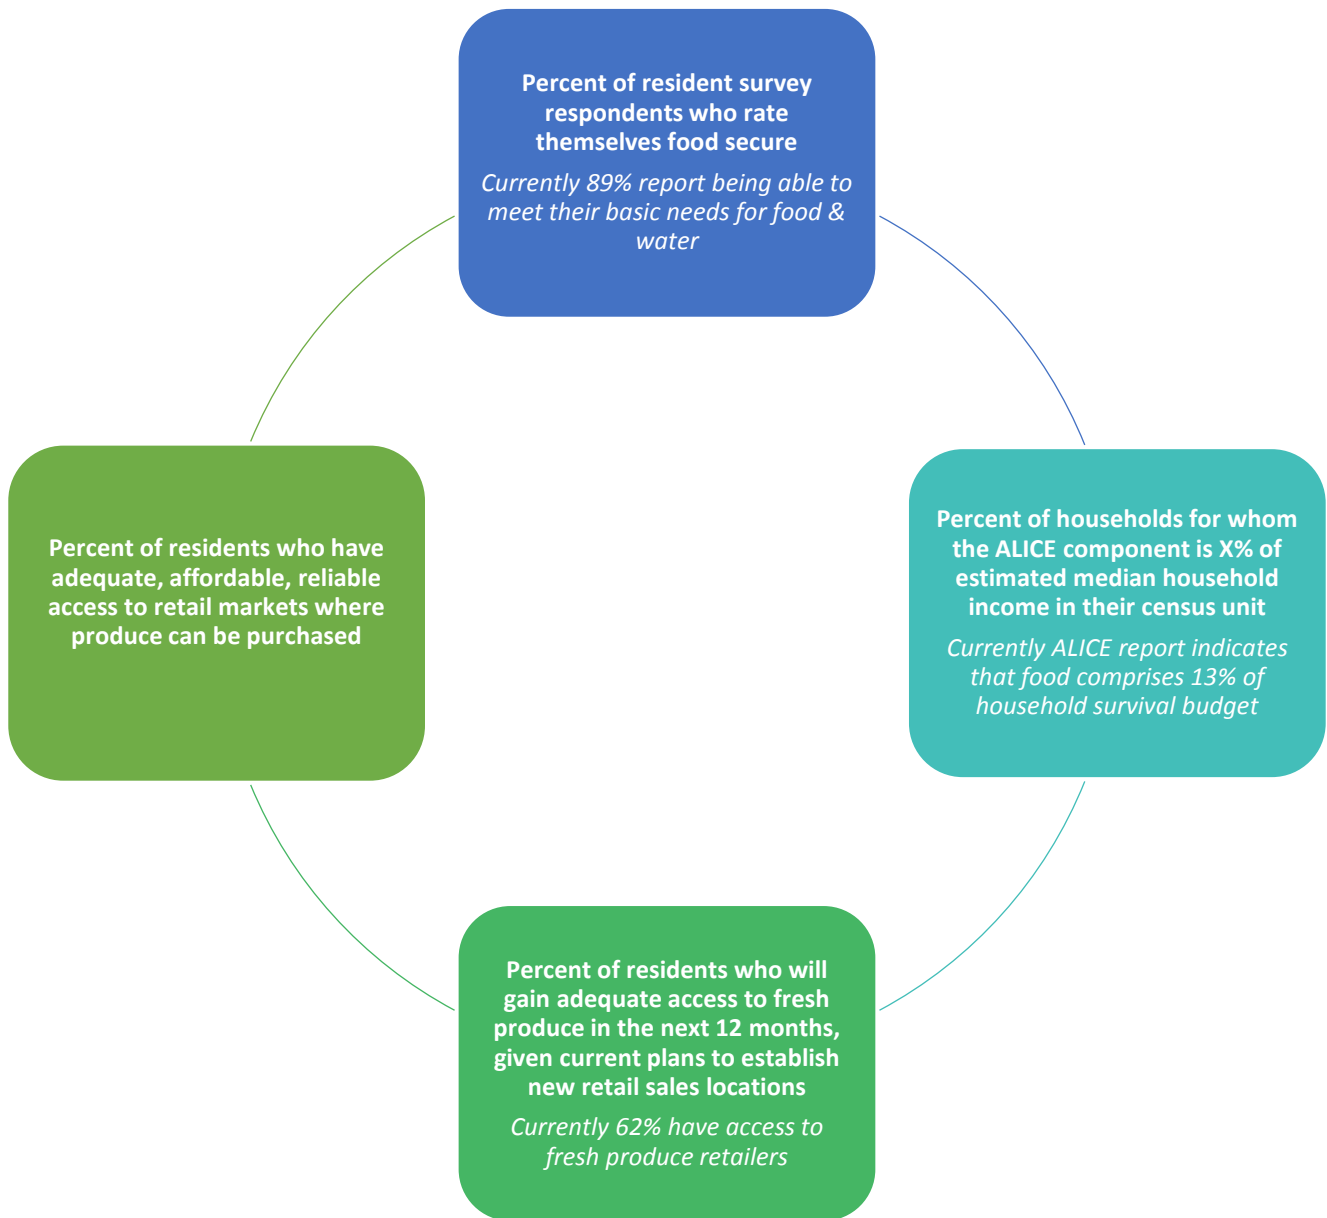 Percent of resident survey
respondents who rate
themselves food secure
Currently 89% report being able to
meet their basic needs for food &
water
Percent of households for whom
the ALICE component is X% of
estimated median household
income in their census unit
Currently ALICE report indicates
that food comprises 13% of
household survival budget
Percent of residents who will
gain adequate access to fresh
produce in the next 12 months,
given current plans to establish
new retail sales locations
Currently 62% have access to
fresh produce retailers
Percent of residents who have
adequate, affordable, reliable
access to retail markets where
produce can be purchased